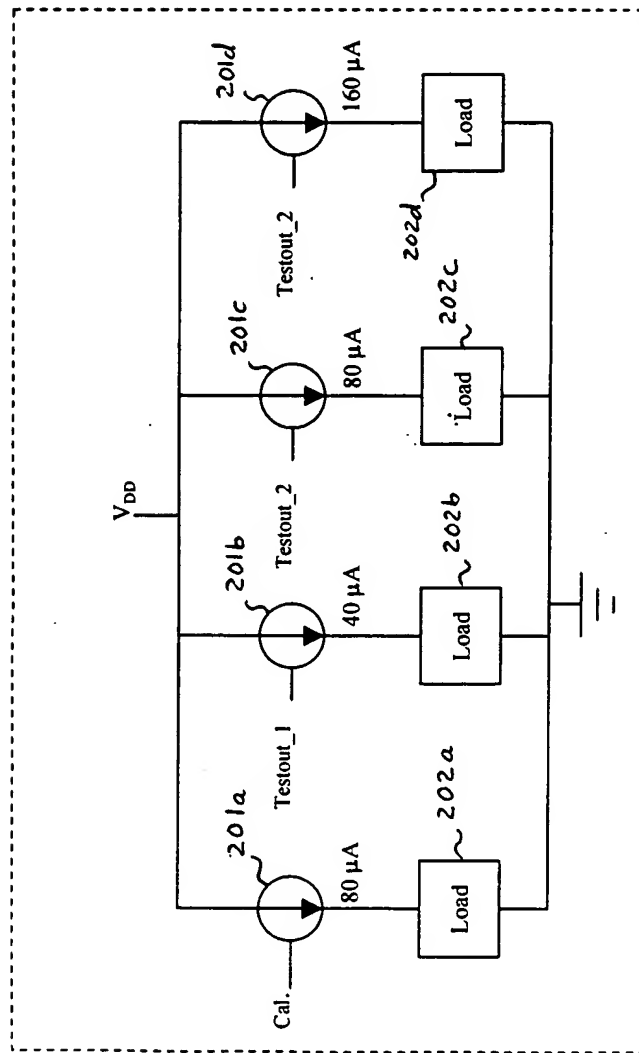 V_DD
201a
201b
201c
201d
Cal.
Testout_1
Testout_2
Testout_2
80 µA
40 µA
80 µA
160 µA
202a
202b
202c
202d
Load
Load
Load
Load